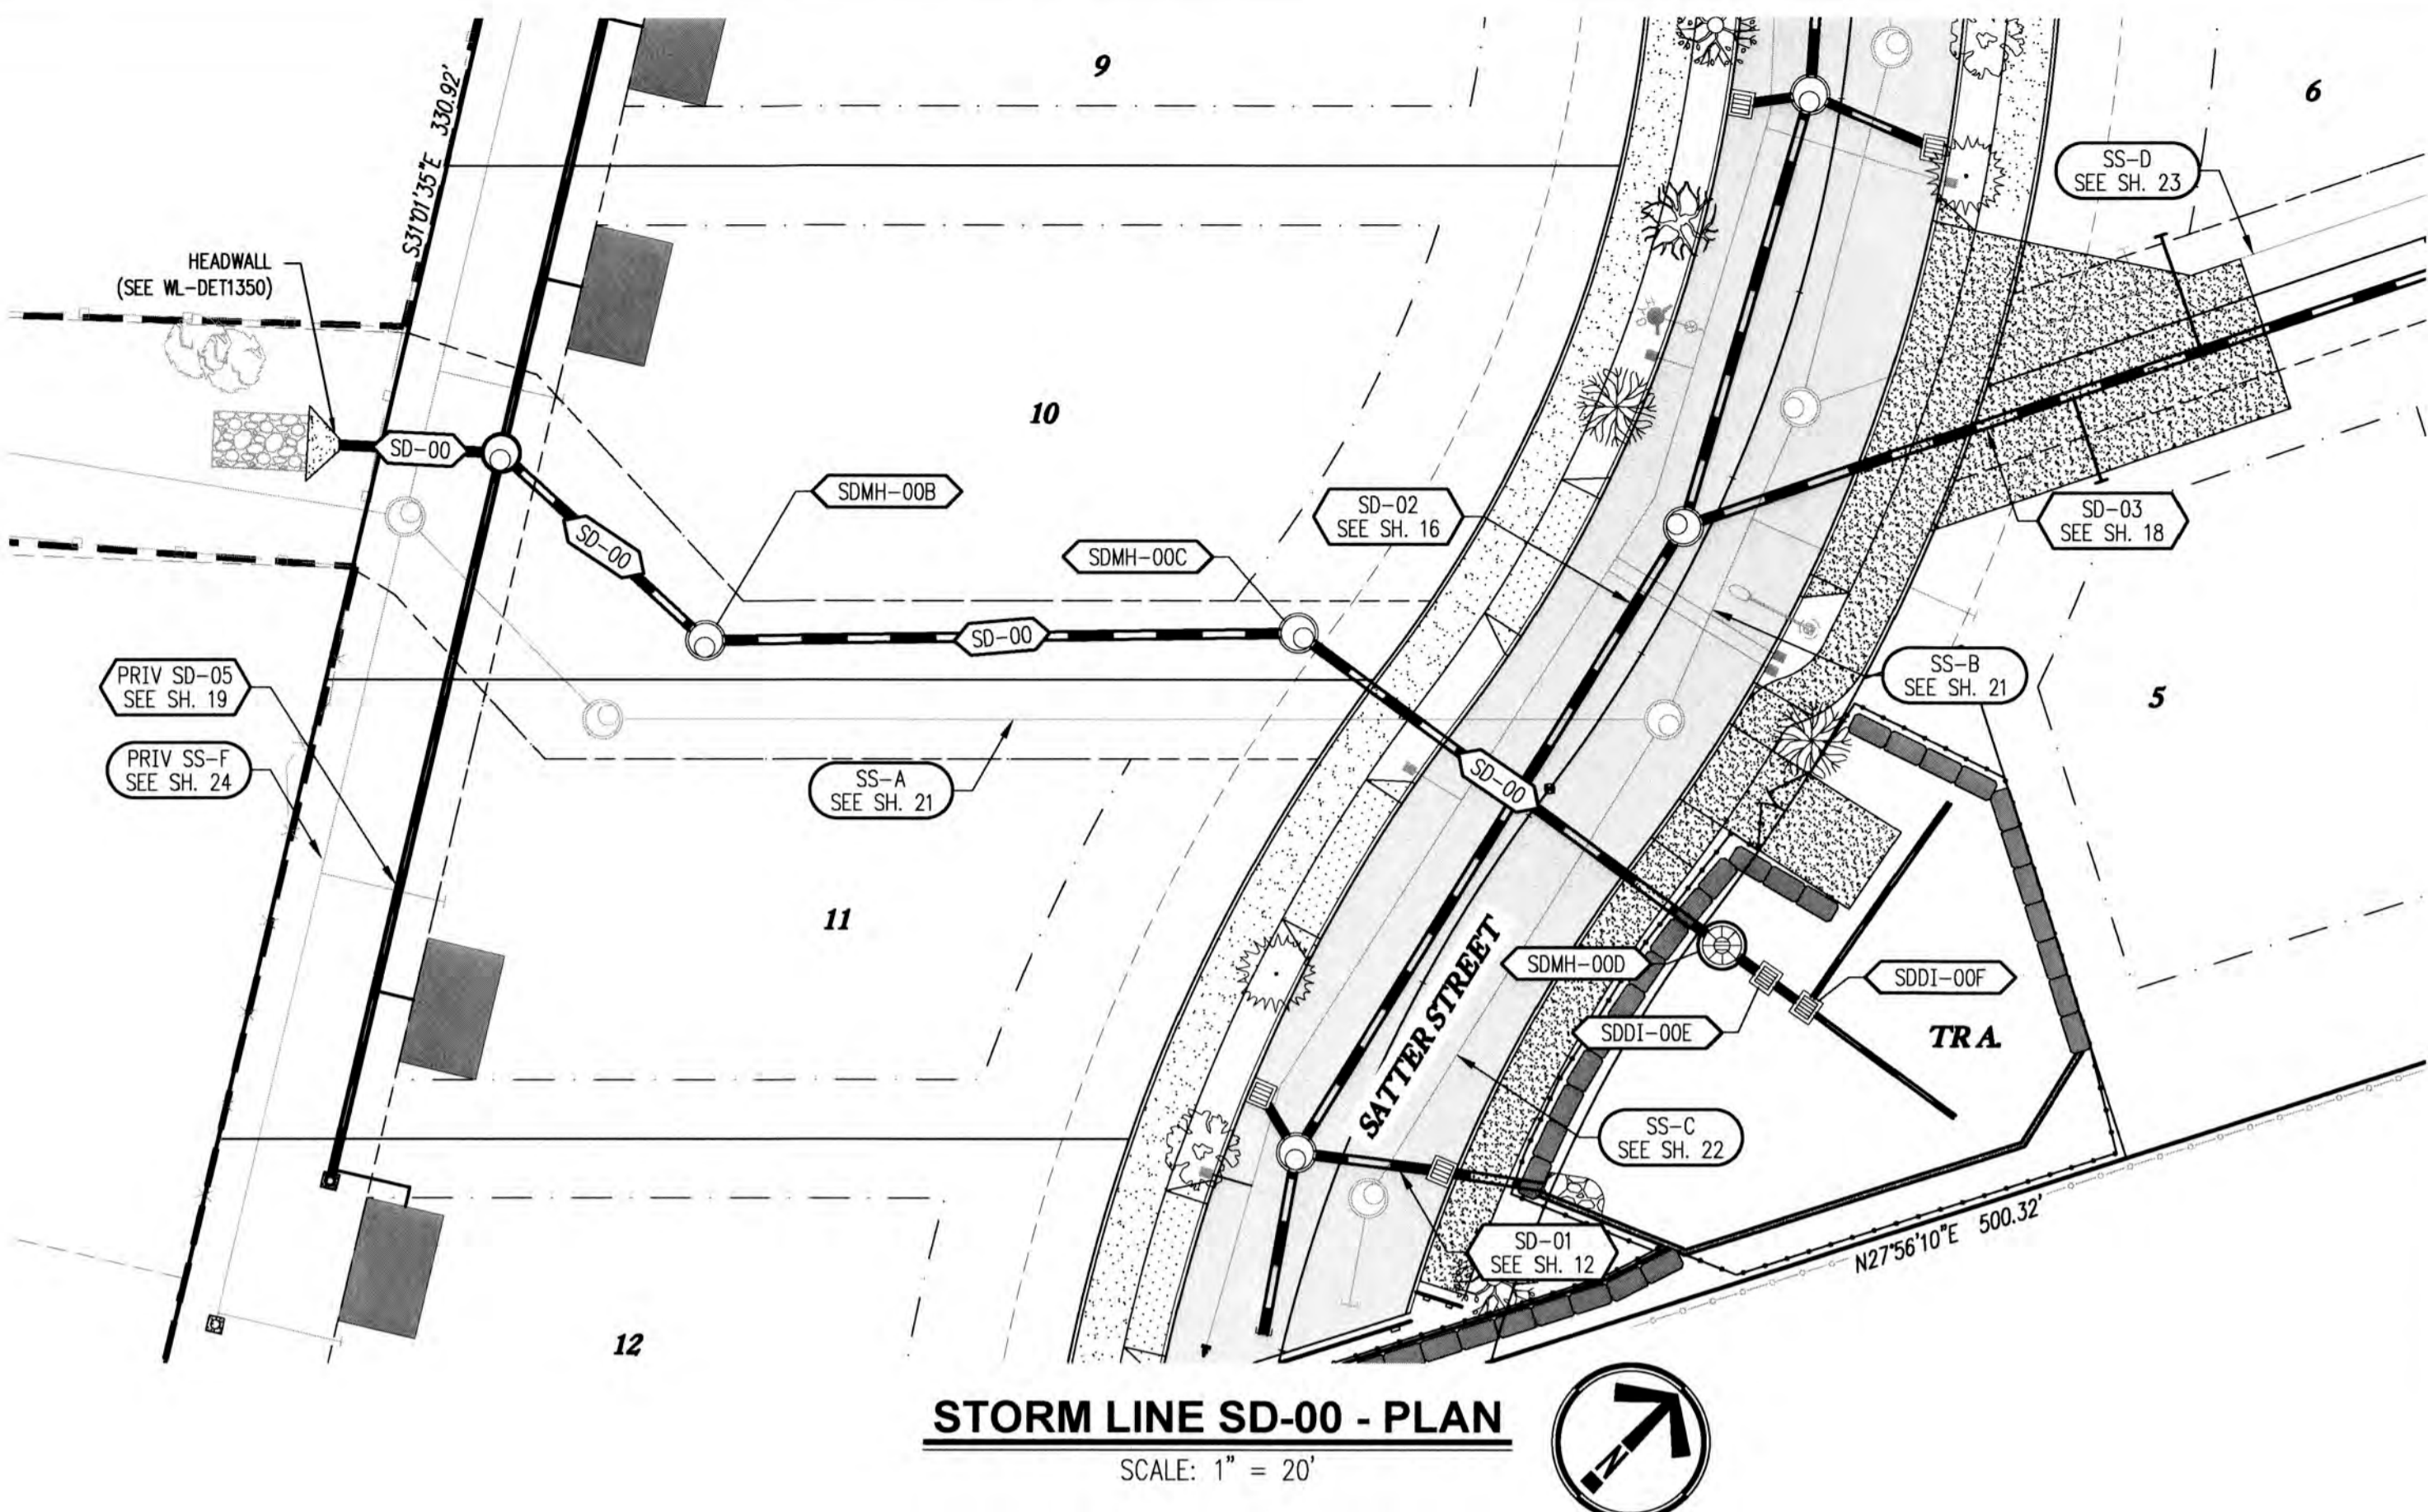 9
6
S31°01'35"E 330.92'
SS-D
SEE SH. 23
HEADWALL
(SEE WL-DET1350)
10
SD-00
SDMH-00B
SD-02
SEE SH. 16
SD-03
SEE SH. 18
SD-00
SDMH-00C
SD-00
PRIV SD-05
SEE SH. 19
SS-B
SEE SH. 21
5
PRIV SS-F
SEE SH. 24
SS-A
SEE SH. 21
SD-00
11
SDMH-00D
SDDI-00F
SATTER STREET
SDDI-00E
TR A.
SS-C
SEE SH. 22
SD-01
SEE SH. 12
N27°56'10"E 500.32'
12
STORM LINE SD-00 - PLAN
SCALE: 1" = 20'
N